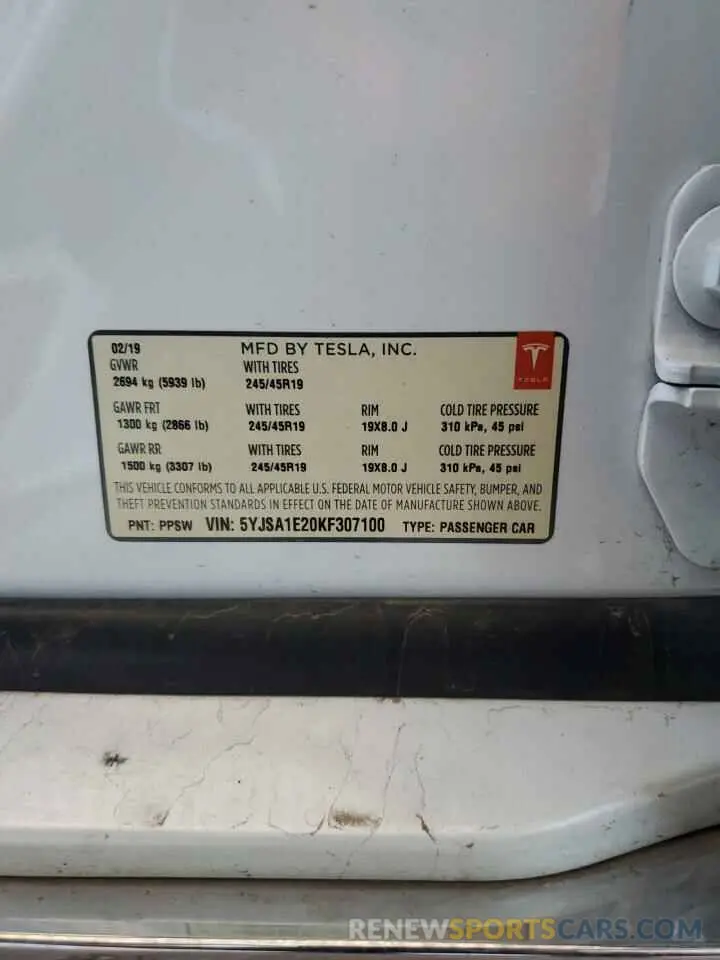 02/19 MFD BY TESLA, INC.
GVWR WITH TIRES
2694 kg (5939 lb) 245/45R19
TESLA
GAWR FRT WITH TIRES RIM COLD TIRE PRESSURE
1300 kg (2866 lb) 245/45R19 19X8.0 J 310 kPa, 45 psi
GAWR RR WITH TIRES RIM COLD TIRE PRESSURE
1500 kg (3307 lb) 245/45R19 19X8.0 J 310 kPa, 45 psi
THIS VEHICLE CONFORMS TO ALL APPLICABLE U.S. FEDERAL MOTOR VEHICLE SAFETY, BUMPER, AND
THEFT PREVENTION STANDARDS IN EFFECT ON THE DATE OF MANUFACTURE SHOWN ABOVE.
PNT: PPSW VIN: 5YJSA1E20KF307100 TYPE: PASSENGER CAR
RENEWSPORTSCARS.COM